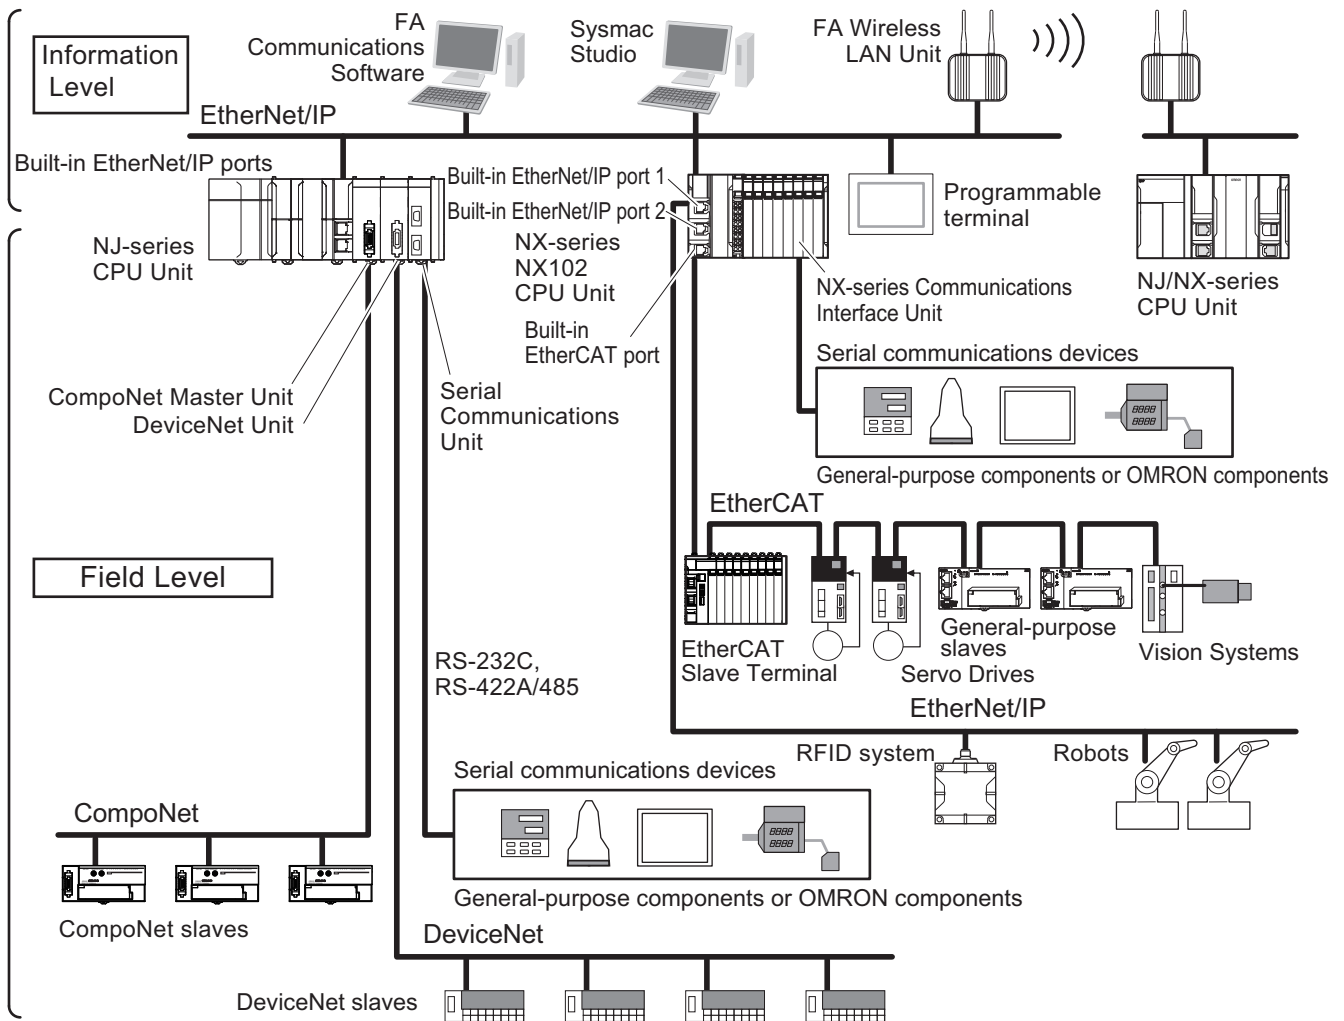 Information
Level
FA
Communications
Software
Sysmac
Studio
FA Wireless
LAN Unit
EtherNet/IP
Built-in EtherNet/IP ports
Built-in EtherNet/IP port 1
Built-in EtherNet/IP port 2
Programmable
terminal
NJ-series
CPU Unit
NX-series
NX102
CPU Unit
NX-series Communications
Interface Unit
NJ/NX-series
CPU Unit
Built-in
EtherCAT port
Serial communications devices
CompoNet Master Unit
DeviceNet Unit
Serial
Communications
Unit
8888
8888
General-purpose components or OMRON components
EtherCAT
Field Level
EtherCAT
Slave Terminal
Servo Drives
General-purpose
slaves
Vision Systems
RS-232C,
RS-422A/485
EtherNet/IP
RFID system
Robots
Serial communications devices
8888
8888
General-purpose components or OMRON components
CompoNet
CompoNet slaves
DeviceNet
DeviceNet slaves